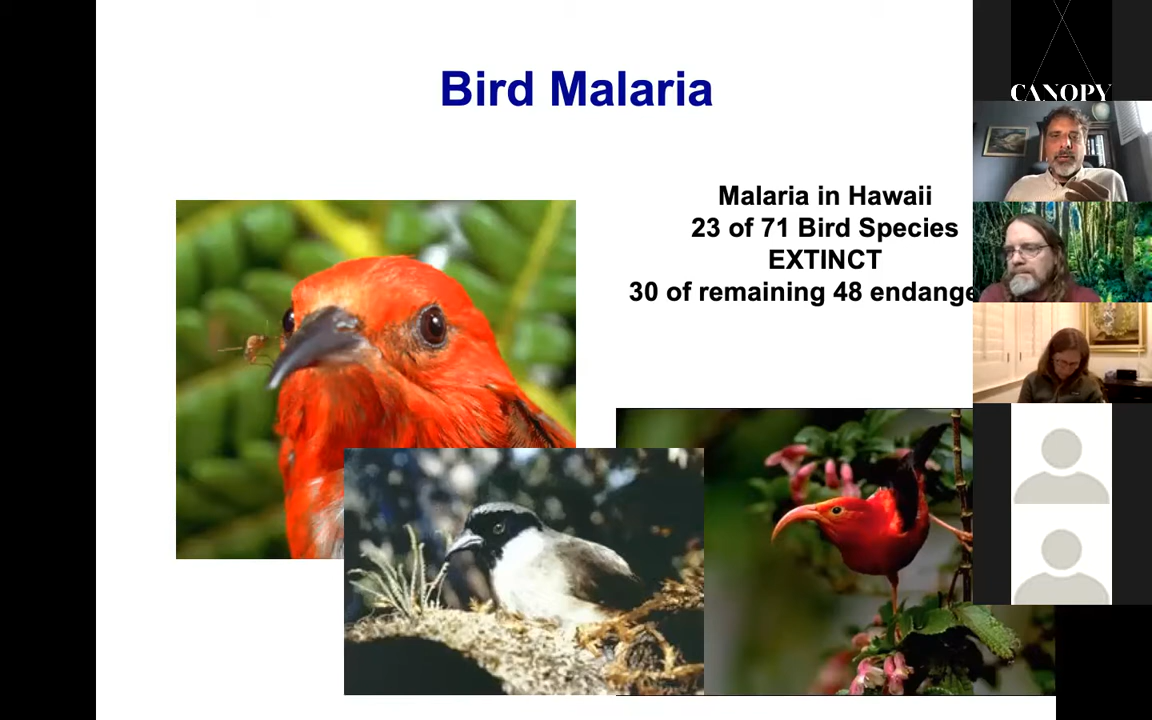 Bird Malaria
CANOPY
Malaria in Hawaii
23 of 71 Bird Species
EXTINCT
30 of remaining 48 endange